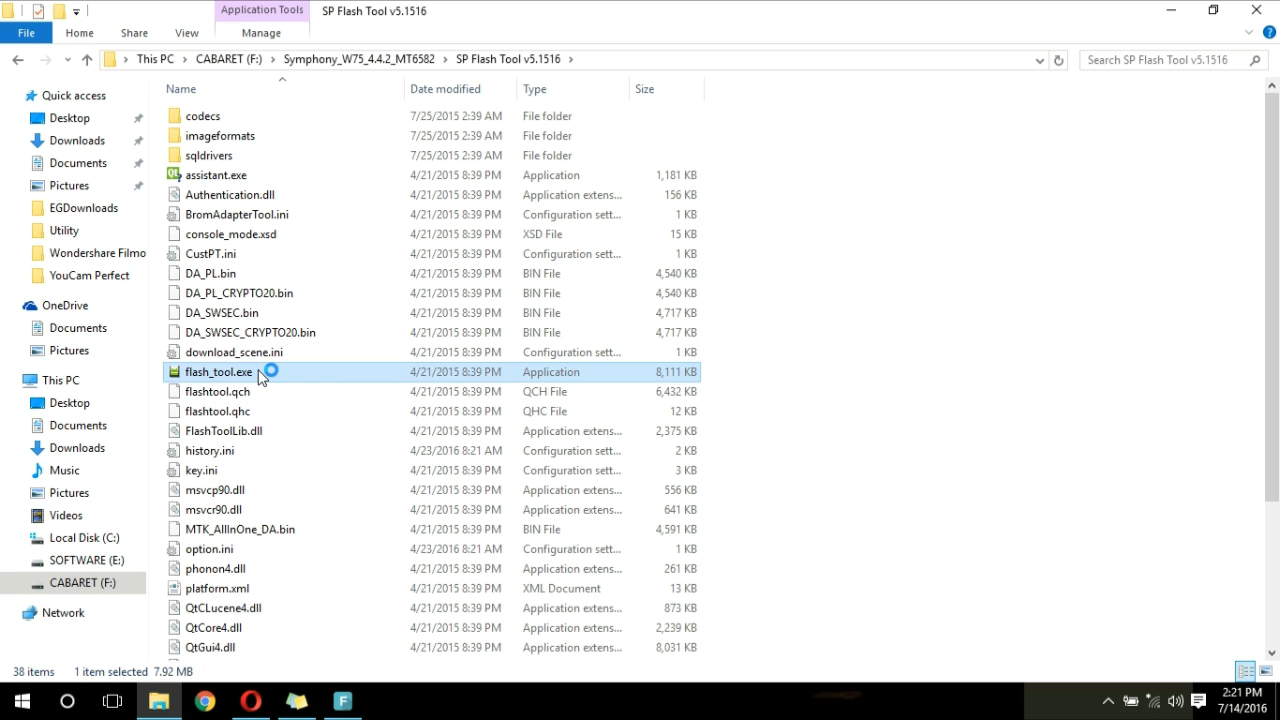 Application Tools
SP Flash Tool v5.1516
File
Home
Share
View
Manage
This PC
CABARET (F:)
Symphony_W75_4.4.2_MT6582
SP Flash Tool v5.1516
Search SP Flash Tool v5.1516
Name
Date modified
Type
Size
Quick access
Desktop
Downloads
Documents
Pictures
EGDownloads
Utility
Wondershare Filmo
YouCam Perfect
OneDrive
Documents
Pictures
This PC
Desktop
Documents
Downloads
Music
Pictures
Videos
Local Disk (C:)
SOFTWARE (E:)
CABARET (F:)
Network
codecs 7/25/2015 2:39 AM File folder
imageformats 7/25/2015 2:39 AM File folder
sqldrivers 7/25/2015 2:39 AM File folder
assistant.exe 4/21/2015 8:39 PM Application 1,181 KB
Authentication.dll 4/21/2015 8:39 PM Application extens... 156 KB
BromAdapterTool.ini 4/21/2015 8:39 PM Configuration sett... 1 KB
console_mode.xsd 4/21/2015 8:39 PM XSD File 15 KB
CustPT.ini 4/21/2015 8:39 PM Configuration sett... 1 KB
DA_PL.bin 4/21/2015 8:39 PM BIN File 4,540 KB
DA_PL_CRYPTO20.bin 4/21/2015 8:39 PM BIN File 4,540 KB
DA_SWSEC.bin 4/21/2015 8:39 PM BIN File 4,717 KB
DA_SWSEC_CRYPTO20.bin 4/21/2015 8:39 PM BIN File 4,717 KB
download_scene.ini 4/21/2015 8:39 PM Configuration sett... 1 KB
flash_tool.exe 4/21/2015 8:39 PM Application 8,111 KB
flashtool.qch 4/21/2015 8:39 PM QCH File 6,432 KB
flashtool.qhc 4/21/2015 8:39 PM QHC File 12 KB
FlashToolLib.dll 4/21/2015 8:39 PM Application extens... 2,375 KB
history.ini 4/23/2016 8:21 AM Configuration sett... 1 KB
key.ini 4/21/2015 8:39 PM Configuration sett... 3 KB
msvcp90.dll 4/21/2015 8:39 PM Application extens... 556 KB
msvcr90.dll 4/21/2015 8:39 PM Application extens... 641 KB
MTK_AllInOne_DA.bin 4/21/2015 8:39 PM BIN File 4,591 KB
option.ini 4/23/2016 8:21 AM Configuration sett... 1 KB
phonon4.dll 4/21/2015 8:39 PM Application extens... 261 KB
platform.xml 4/21/2015 8:39 PM XML Document 13 KB
QtCLucene4.dll 4/21/2015 8:39 PM Application extens... 873 KB
QtCore4.dll 4/21/2015 8:39 PM Application extens... 2,239 KB
QtGui4.dll 4/21/2015 8:39 PM Application extens... 8,031 KB
38 items 1 item selected 7.92 MB
F
2:21 PM
7/14/2016